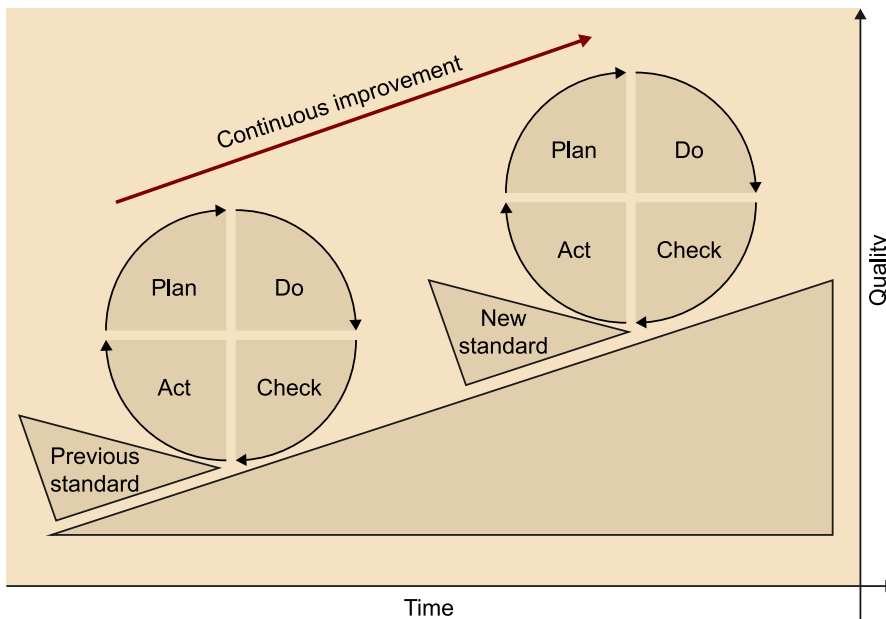 Continuous improvement
Plan
Do
Act
Check
New
standard
Plan
Do
Act
Check
Previous
standard
Quality
Time